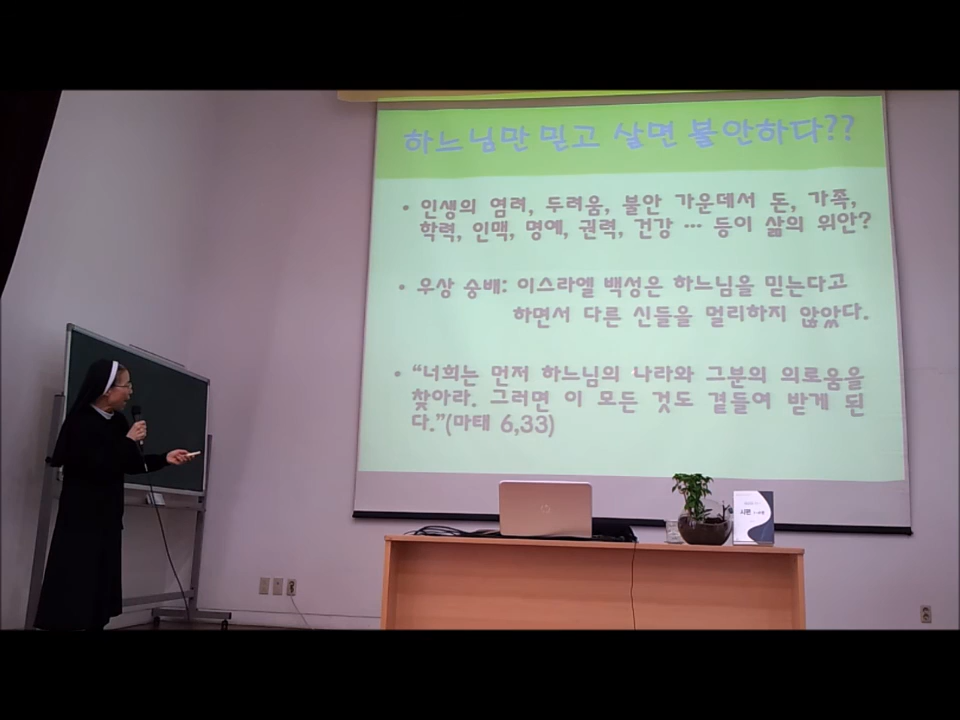 하느님만 믿고 살면 불안하다??
• 인생의 염려, 두려움, 불안 가운데서 돈, 가족,
학력, 인맥, 명예, 권력, 건강 … 등이 삶의 위안?
• 우상 숭배: 이스라엘 백성은 하느님을 믿는다고
하면서 다른 신들을 멀리하지 않았다.
• “너희는 먼저 하느님의 나라와 그분의 의로움을
찾아라. 그러면 이 모든 것도 곁들여 받게 된
다.”(마태 6,33)
hp
시편